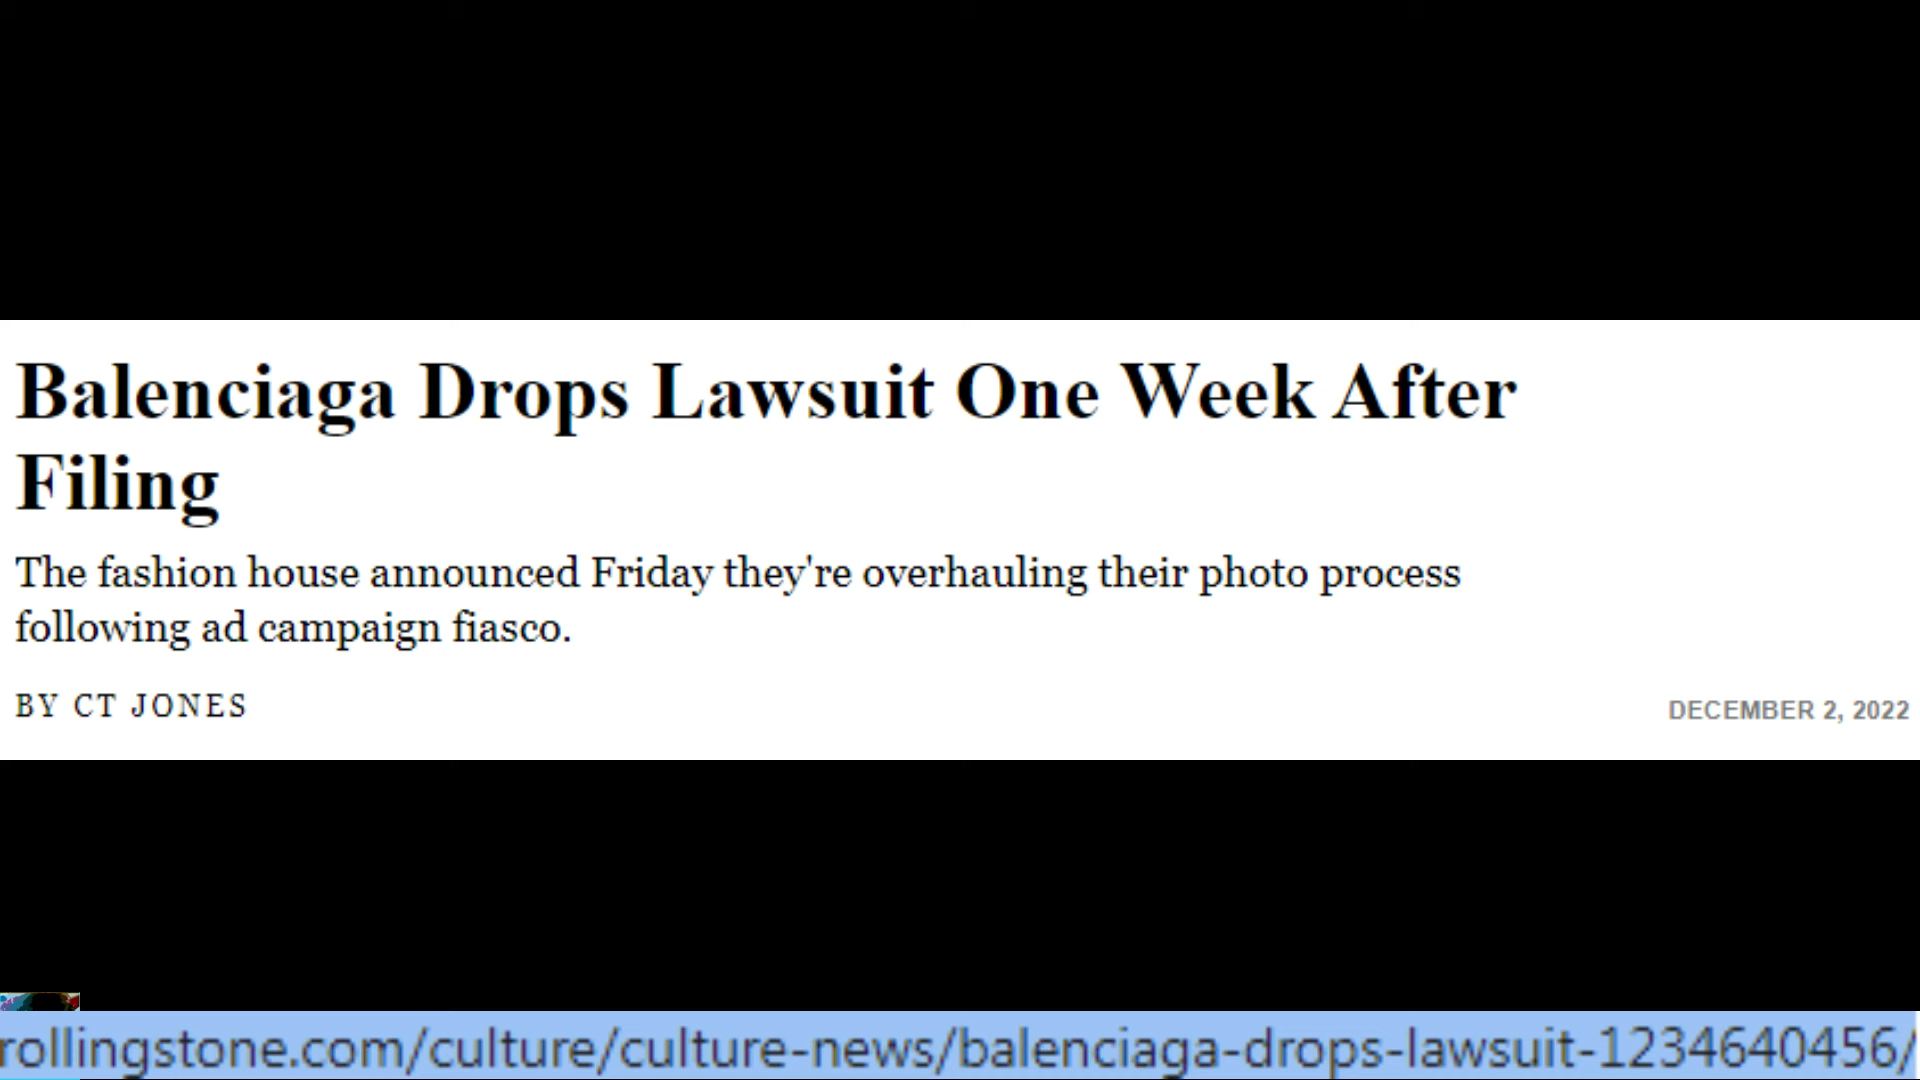 Balenciaga Drops Lawsuit One Week After
Filing
The fashion house announced Friday they're overhauling their photo process
following ad campaign fiasco.
BY CT JONES
DECEMBER 2, 2022
rollingstone.com/culture/culture-news/balenciaga-drops-lawsuit-1234640456/